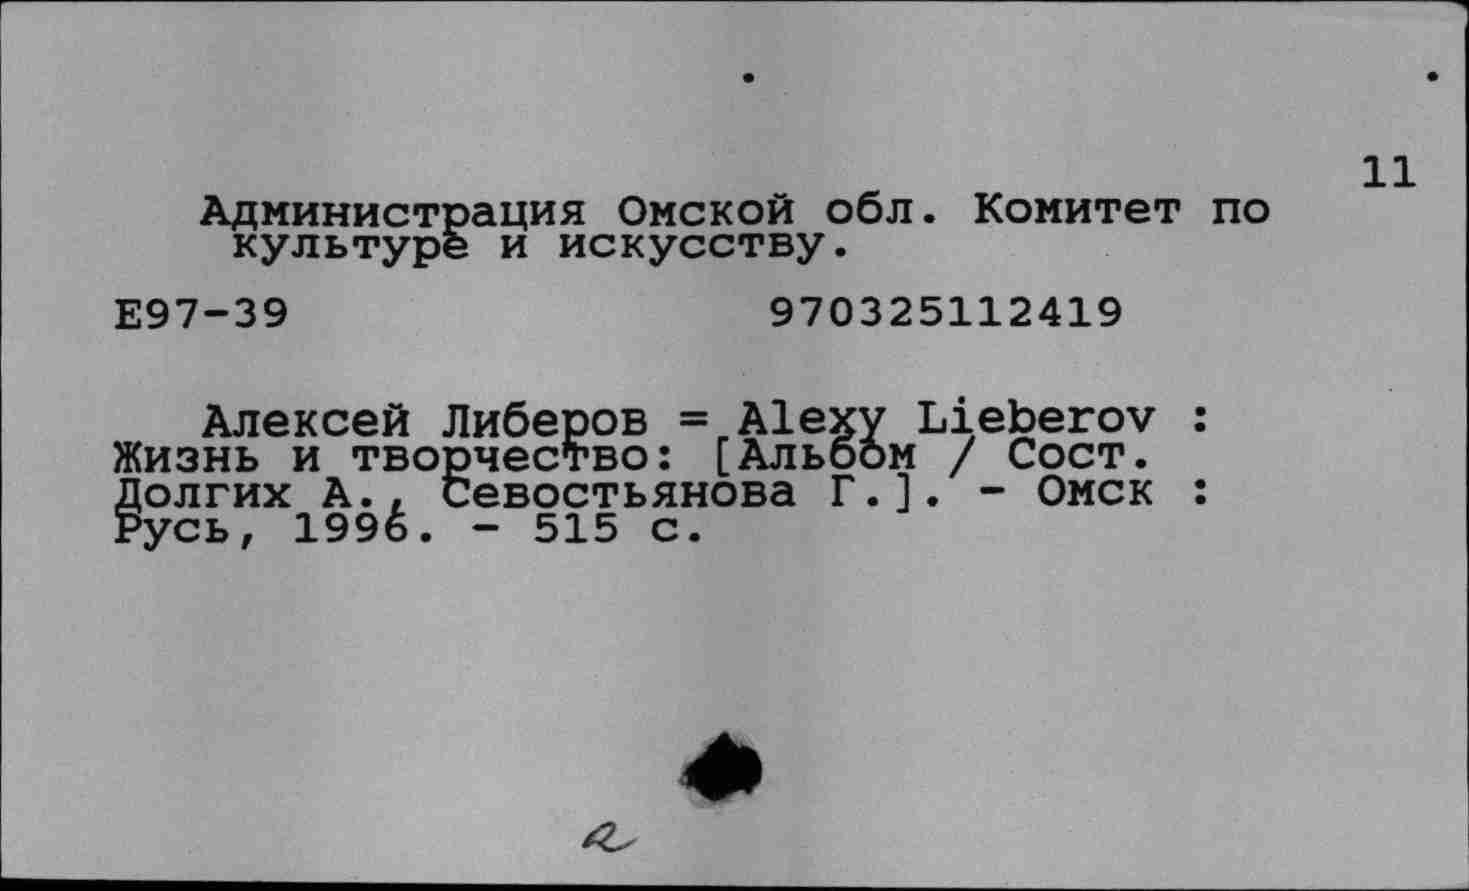 11
Администрация Омской обл. Комитет по
культуре и искусству.
Е97-39 970325112419
Алексей Либеров = Alexy Lieberov :
Жизнь и творчество: [Альбом / Сост.
Долгих А., Севостьянова Г.]. - Омск :
Русь, 1996. - 515 с.